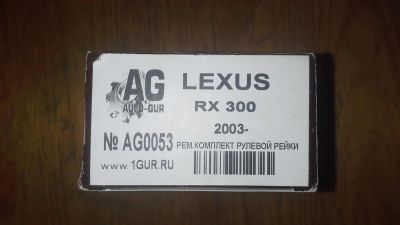 AG
AUTO-GUR
LEXUS
RX 300
2003-
№ AG0053
РЕМ.КОМПЛЕКТ РУЛЕВОЙ РЕЙКИ
www.1GUR.RU